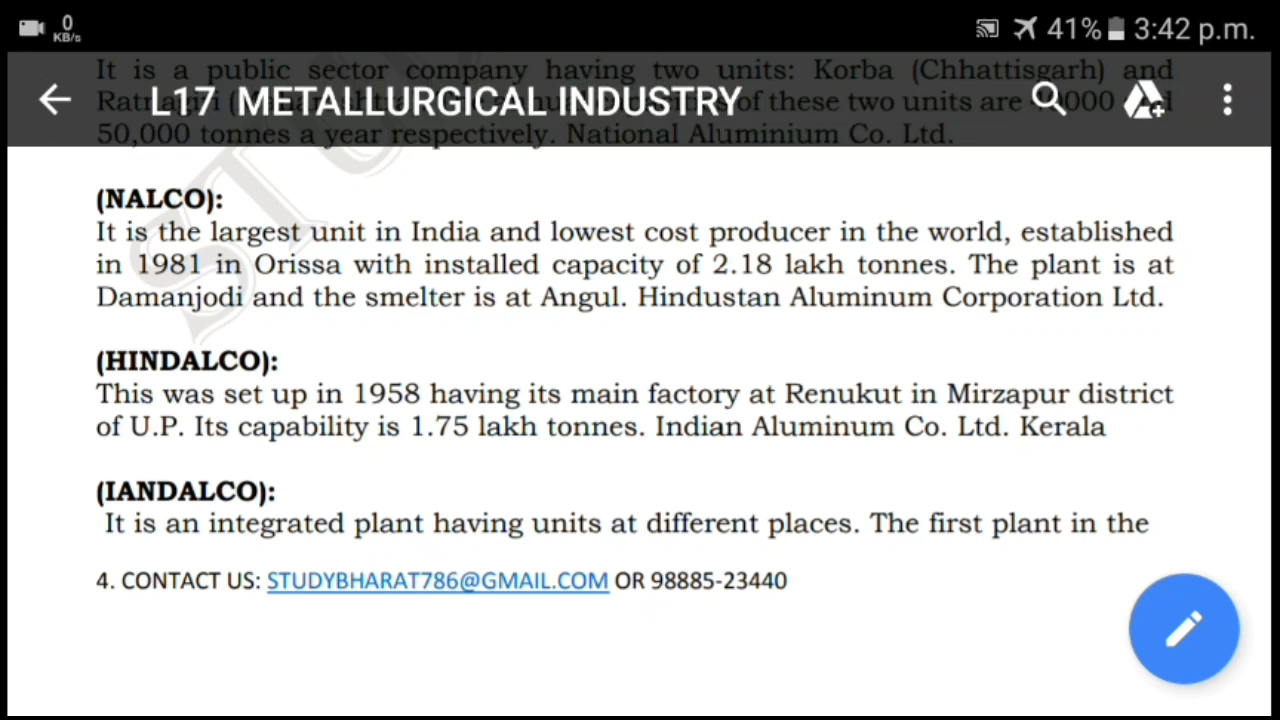 0
KB/s
41% 3:42 p.m.
It is a public sector company having two units: Korba (Chhattisgarh) and
L17 METALLURGICAL INDUSTRY
of these two units are
50,000 tonnes a year respectively. National Aluminium Co. Ltd.
(NALCO):
It is the largest unit in India and lowest cost producer in the world, established
in 1981 in Orissa with installed capacity of 2.18 lakh tonnes. The plant is at
Damanjodi and the smelter is at Angul. Hindustan Aluminum Corporation Ltd.
(HINDALCO):
This was set up in 1958 having its main factory at Renukut in Mirzapur district
of U.P. Its capability is 1.75 lakh tonnes. Indian Aluminum Co. Ltd. Kerala
(IANDALCO):
It is an integrated plant having units at different places. The first plant in the
4. CONTACT US: STUDYBHARAT786@GMAIL.COM OR 98885-23440